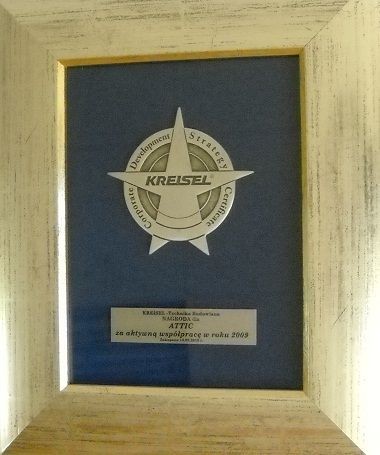 Corporate Development Strategy Certificate
KREISEL®
KREISEL -Technika Budowlana
NAGRODA dla
ATTIC
za aktywną współpracę w roku 2009